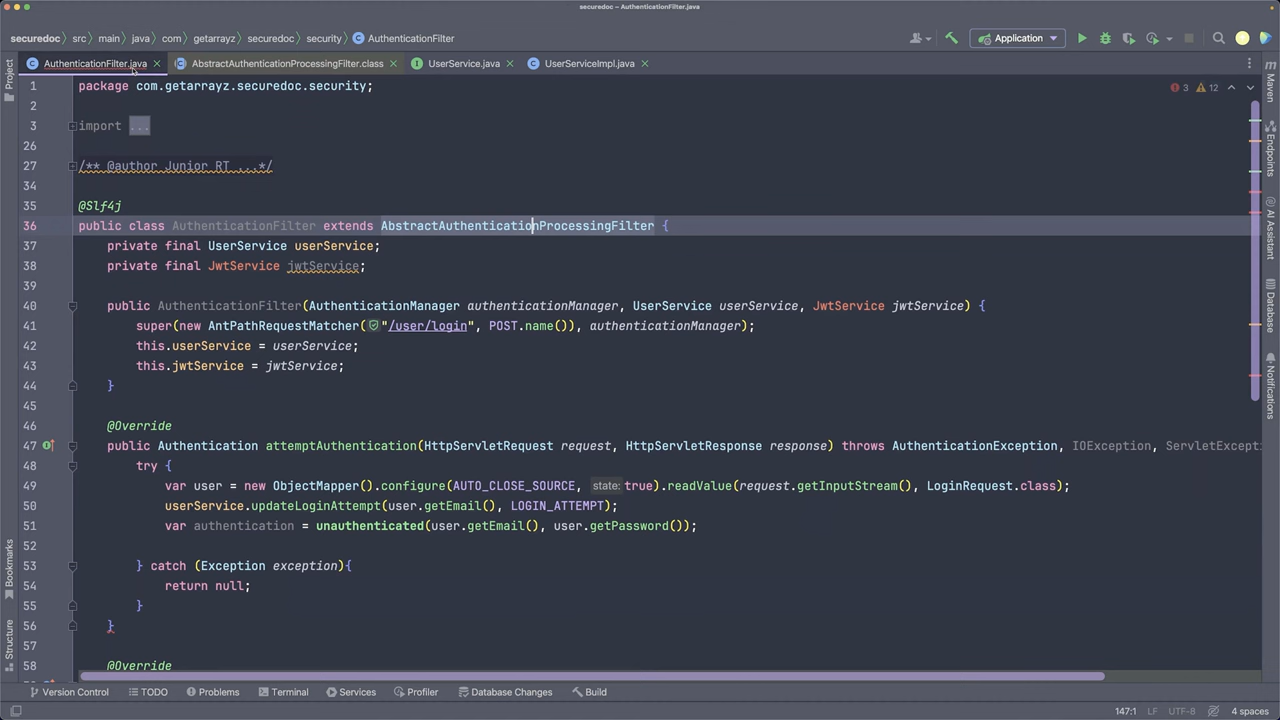 securedoc – AuthenticationFilter.java
securedoc src main java com getarrayz securedoc security AuthenticationFilter Application
Project AuthenticationFilter.java AbstractAuthenticationProcessingFilter.class UserService.java UserServiceImpl.java
1 package com.getarrayz.securedoc.security; 3 12
2
3 import ...
26
27 /** @author Junior RT ...*/
34
35 @Slf4j
36 public class AuthenticationFilter extends AbstractAuthenticationProcessingFilter {
37 private final UserService userService;
38 private final JwtService jwtService;
39
40 public AuthenticationFilter(AuthenticationManager authenticationManager, UserService userService, JwtService jwtService) {
41 super(new AntPathRequestMatcher("/user/login", POST.name()), authenticationManager);
42 this.userService = userService;
43 this.jwtService = jwtService;
44 }
45
46 @Override
47 public Authentication attemptAuthentication(HttpServletRequest request, HttpServletResponse response) throws AuthenticationException, IOException, ServletExcepti
48 try {
49 var user = new ObjectMapper().configure(AUTO_CLOSE_SOURCE, state: true).readValue(request.getInputStream(), LoginRequest.class);
50 userService.updateLoginAttempt(user.getEmail(), LOGIN_ATTEMPT);
51 var authentication = unauthenticated(user.getEmail(), user.getPassword());
52
53 } catch (Exception exception){
54 return null;
55 }
56 }
57
58 @Override
Bookmarks
Structure
Maven
Endpoints
AI Assistant
Database
Notifications
Version Control TODO Problems Terminal Services Profiler Database Changes Build
147:1 LF UTF-8 4 spaces